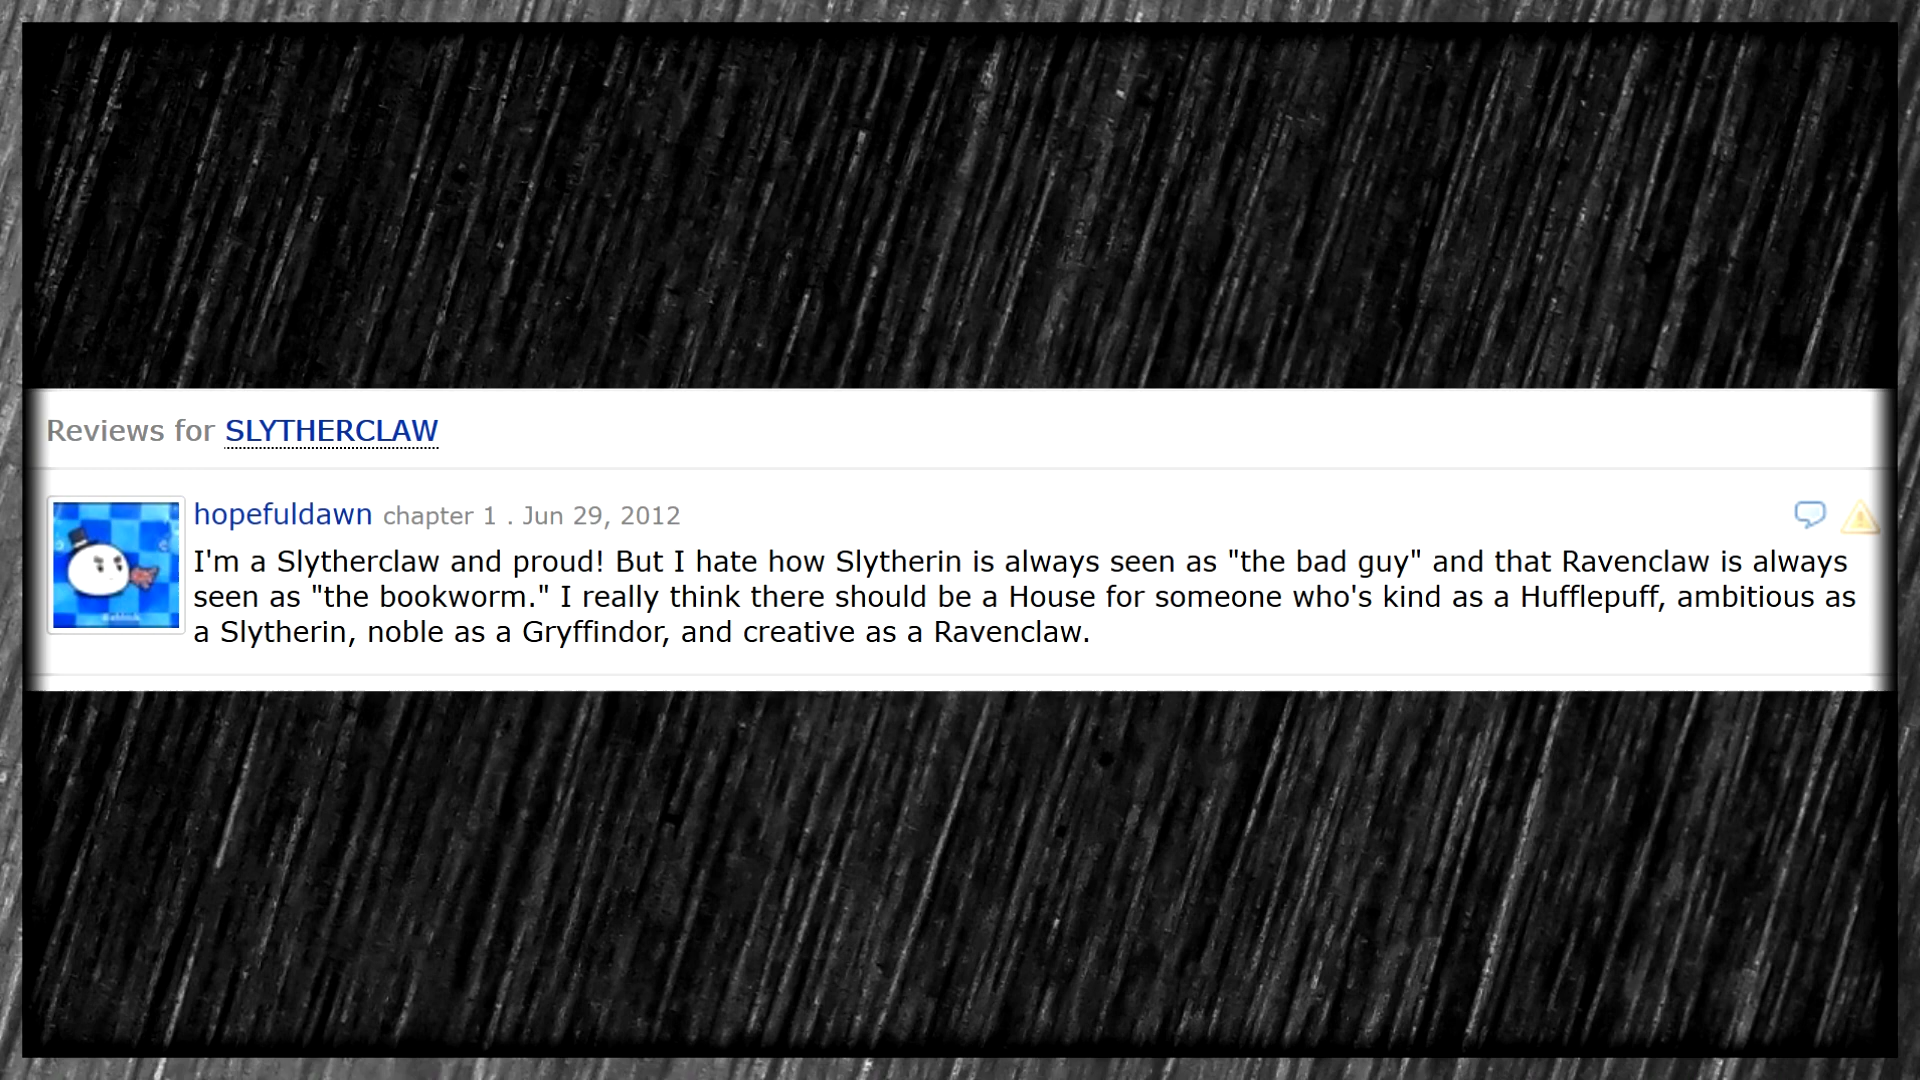 Reviews for SLYTHERCLAW
hopefuldawn chapter 1 . Jun 29, 2012
I'm a Slytherclaw and proud! But I hate how Slytherin is always seen as "the bad guy" and that Ravenclaw is always
seen as "the bookworm." I really think there should be a House for someone who's kind as a Hufflepuff, ambitious as
a Slytherin, noble as a Gryffindor, and creative as a Ravenclaw.